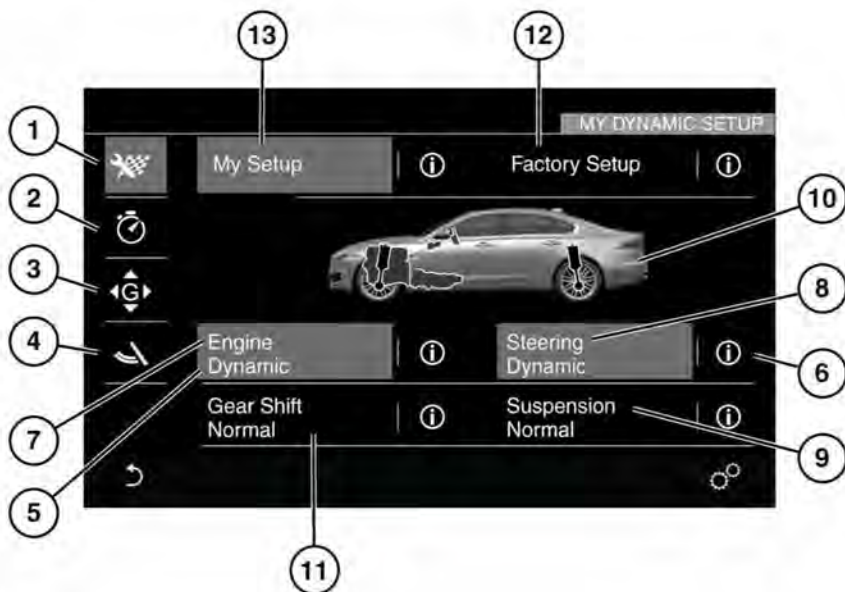 13
12
1
MY DYNAMIC SETUP
My Setup
Factory Setup
2
10
3
G
8
4
Engine
Dynamic
Steering
Dynamic
6
7
Gear Shift
Normal
Suspension
Normal
9
5
11